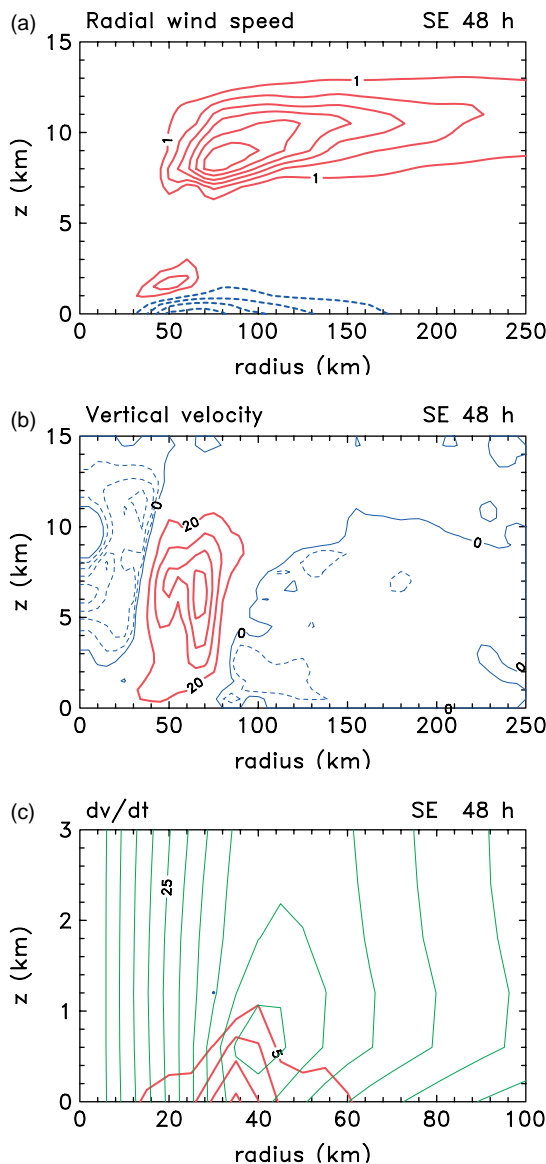 (a) Radial wind speed SE 48 h
15
1
10
1
z (km)
5
1
0
0 50 100 150 200 250
radius (km)
(b) Vertical velocity SE 48 h
15
0
20
10
0
z (km)
5
0
0
20
0
0
0 50 100 150 200 250
radius (km)
(c) dv/dt SE 48 h
3
25
2
z (km)
1
5
0
0 20 40 60 80 100
radius (km)